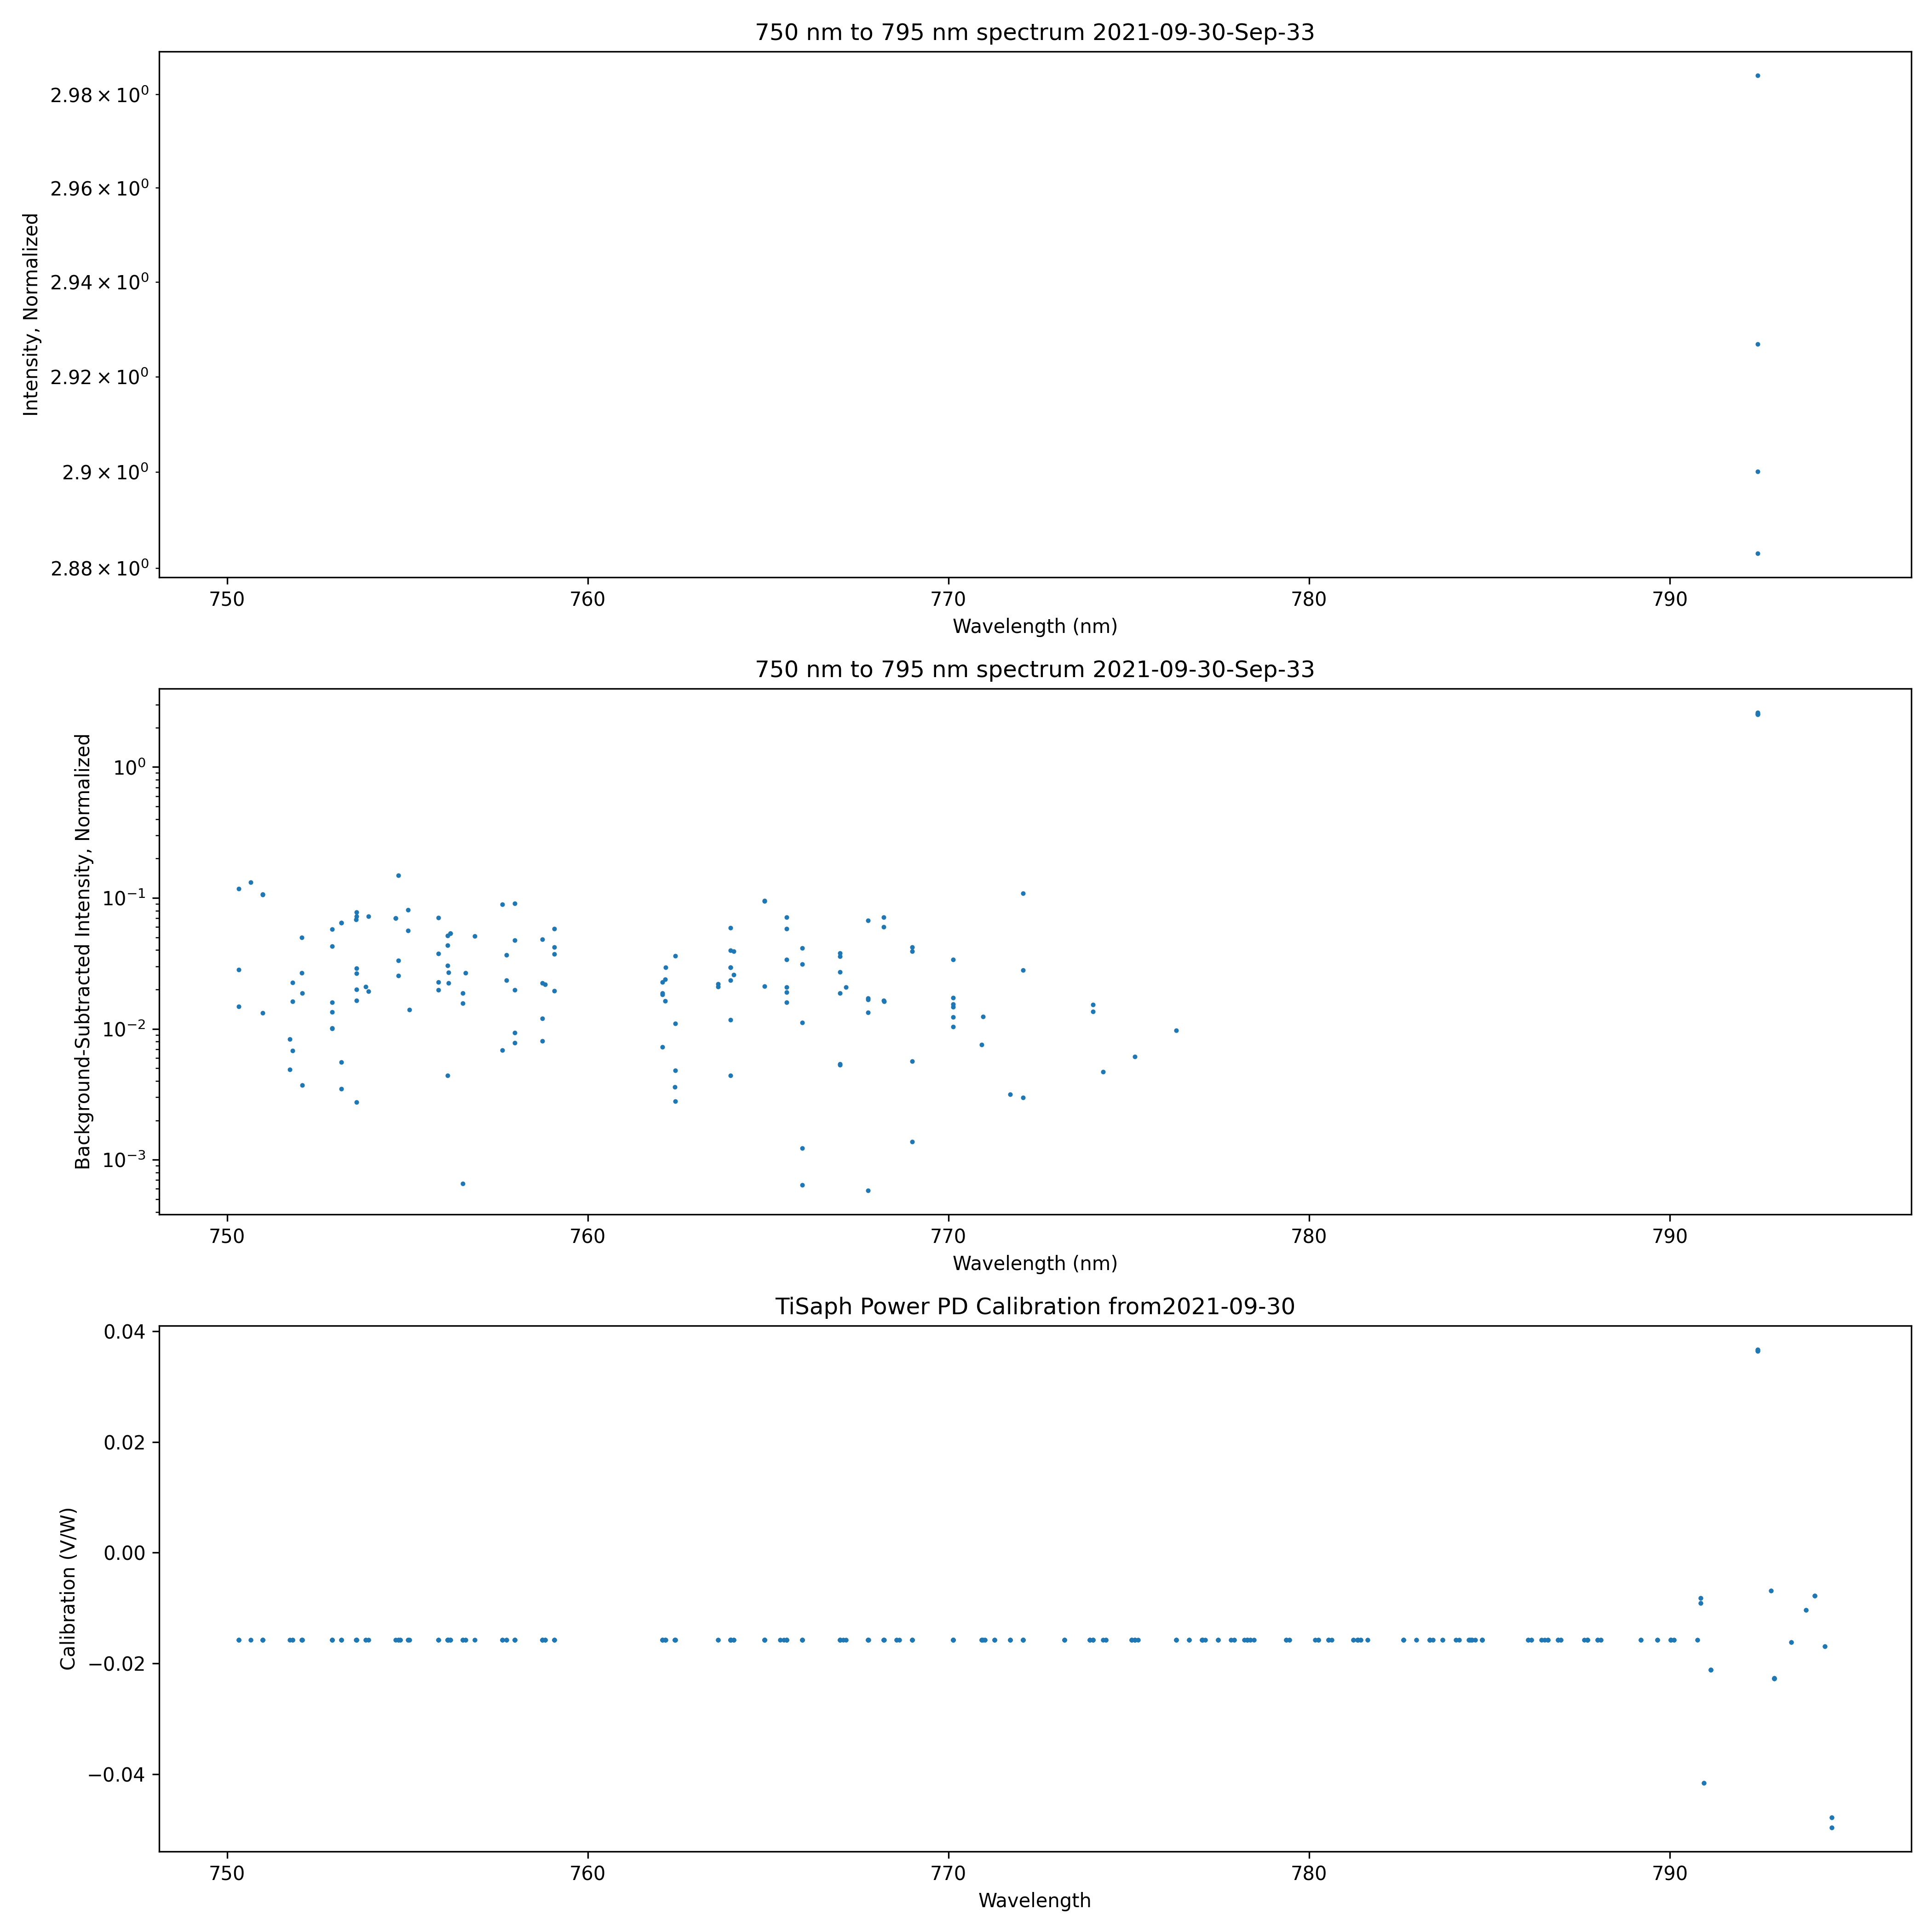 750 nm to 795 nm spectrum 2021-09-30-Sep-33
2.98 × 10⁰
2.96 × 10⁰
2.94 × 10⁰
2.92 × 10⁰
2.9 × 10⁰
2.88 × 10⁰
Intensity, Normalized
750 760 770 780 790
Wavelength (nm)
750 nm to 795 nm spectrum 2021-09-30-Sep-33
10⁰
10⁻¹
10⁻²
10⁻³
Background-Subtracted Intensity, Normalized
750 760 770 780 790
Wavelength (nm)
TiSaph Power PD Calibration from2021-09-30
0.04
0.02
0.00
−0.02
−0.04
Calibration (V/W)
750 760 770 780 790
Wavelength